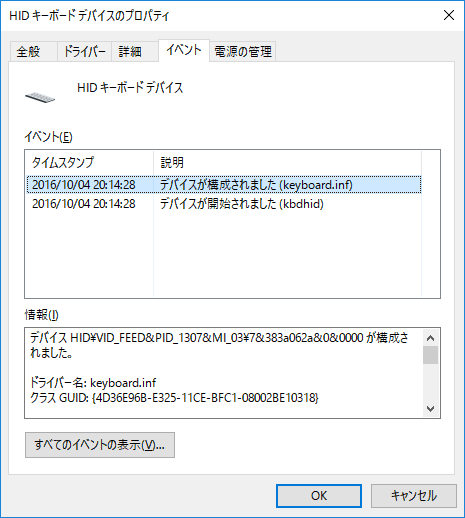 HID キーボード デバイスのプロパティ
全般 ドライバー 詳細 イベント 電源の管理
HID キーボード デバイス
イベント(E)
タイムスタンプ 説明
2016/10/04 20:14:28 デバイスが構成されました (keyboard.inf)
2016/10/04 20:14:28 デバイスが開始されました (kbdhid)
情報(I)
デバイス HID¥VID_FEED&PID_1307&MI_03¥7&383a062a&0&0000 が構成さ
れました。
ドライバー名: keyboard.inf
クラス GUID: {4D36E96B-E325-11CE-BFC1-08002BE10318}
すべてのイベントの表示(V)...
OK キャンセル